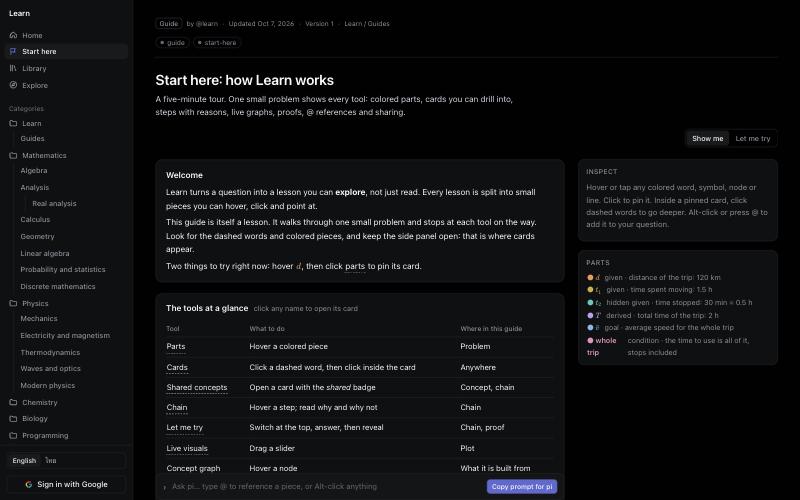 Learn
Home
Start here
Library
Explore
Categories
Learn
Guides
Mathematics
Algebra
Analysis
Real analysis
Calculus
Geometry
Linear algebra
Probability and statistics
Discrete mathematics
Physics
Mechanics
Electricity and magnetism
Thermodynamics
Waves and optics
Modern physics
Chemistry
Biology
Programming
English ไทย
Sign in with Google
Guide by @learn · Updated Oct 7, 2026 · Version 1 · Learn / Guides
guide start-here
Start here: how Learn works
A five-minute tour. One small problem shows every tool: colored parts, cards you can drill into,
steps with reasons, live graphs, proofs, @ references and sharing.
Show me Let me try
Welcome
Learn turns a question into a lesson you can explore, not just read. Every lesson is split into small
pieces you can hover, click and point at.
This guide is itself a lesson. It walks through one small problem and stops at each tool on the way.
Look for the dashed words and colored pieces, and keep the side panel open: that is where cards
appear.
Two things to try right now: hover d, then click parts to pin its card.
The tools at a glance click any name to open its card
Tool What to do Where in this guide
Parts Hover a colored piece Problem
Cards Click a dashed word, then click inside the card Anywhere
Shared concepts Open a card with the shared badge Concept, chain
Chain Hover a step; read why and why not Chain
Let me try Switch at the top, answer, then reveal Chain, proof
Live visuals Drag a slider Plot
Concept graph Hover a node What it is built from
› Ask pi... type @ to reference a piece, or Alt-click anything Copy prompt for pi
INSPECT
Hover or tap any colored word, symbol, node or
line. Click to pin it. Inside a pinned card, click
dashed words to go deeper. Alt-click or press @ to
add it to your question.
PARTS
d given · distance of the trip: 120 km
t₁ given · time spent moving: 1.5 h
t₂ hidden given · time stopped: 30 min = 0.5 h
T derived · total time of the trip: 2 h
v̄ goal · average speed for the whole trip
whole condition · the time to use is all of it,
trip stops included